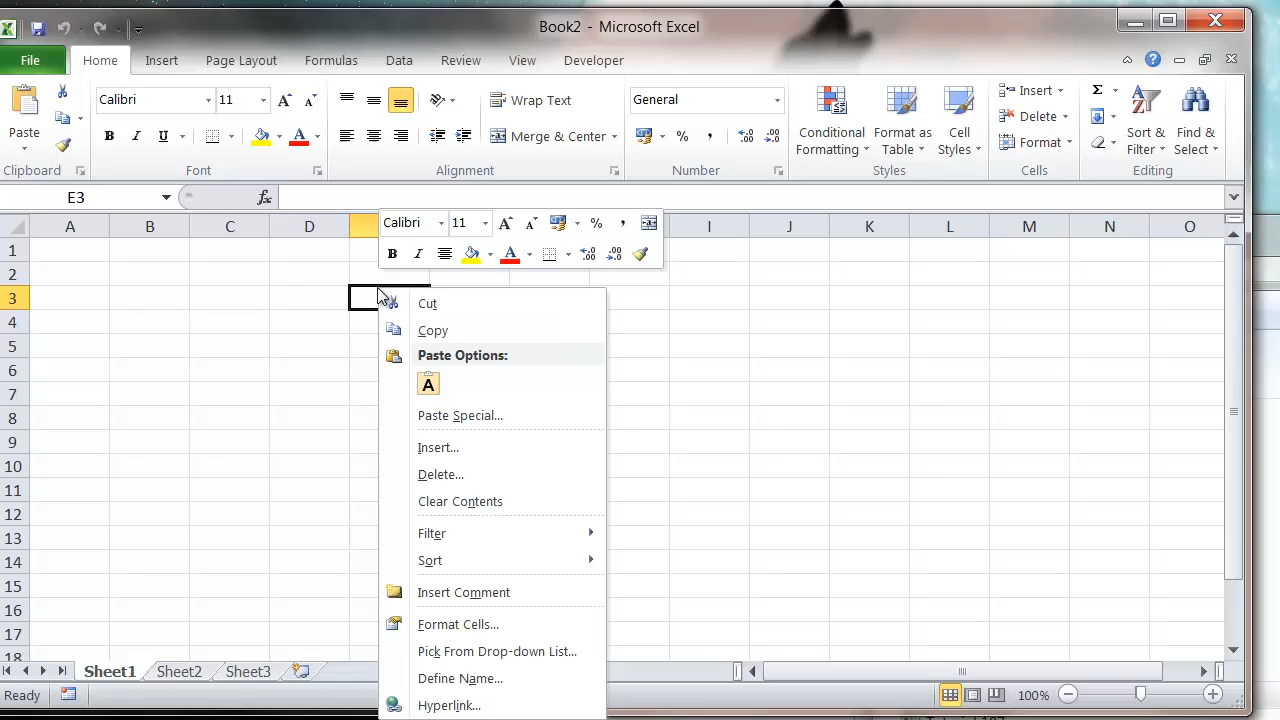 Book2 - Microsoft Excel
File Home Insert Page Layout Formulas Data Review View Developer
Calibri 11 Wrap Text General Insert
Paste B I U Merge & Center % , Conditional Formatting Format as Table Cell Styles Delete Sort & Filter Find & Select
Format
Clipboard Font Alignment Number Styles Cells Editing
E3 fx
Calibri 11 % ,
B I A
A B C D I J K L M N O
1
2
3
4
5
6
7
8
9
10
11
12
13
14
15
16
17
18
Cut
Copy
Paste Options:
A
Paste Special...
Insert...
Delete...
Clear Contents
Filter
Sort
Insert Comment
Format Cells...
Pick From Drop-down List...
Define Name...
Hyperlink...
Sheet1 Sheet2 Sheet3
Ready 100%